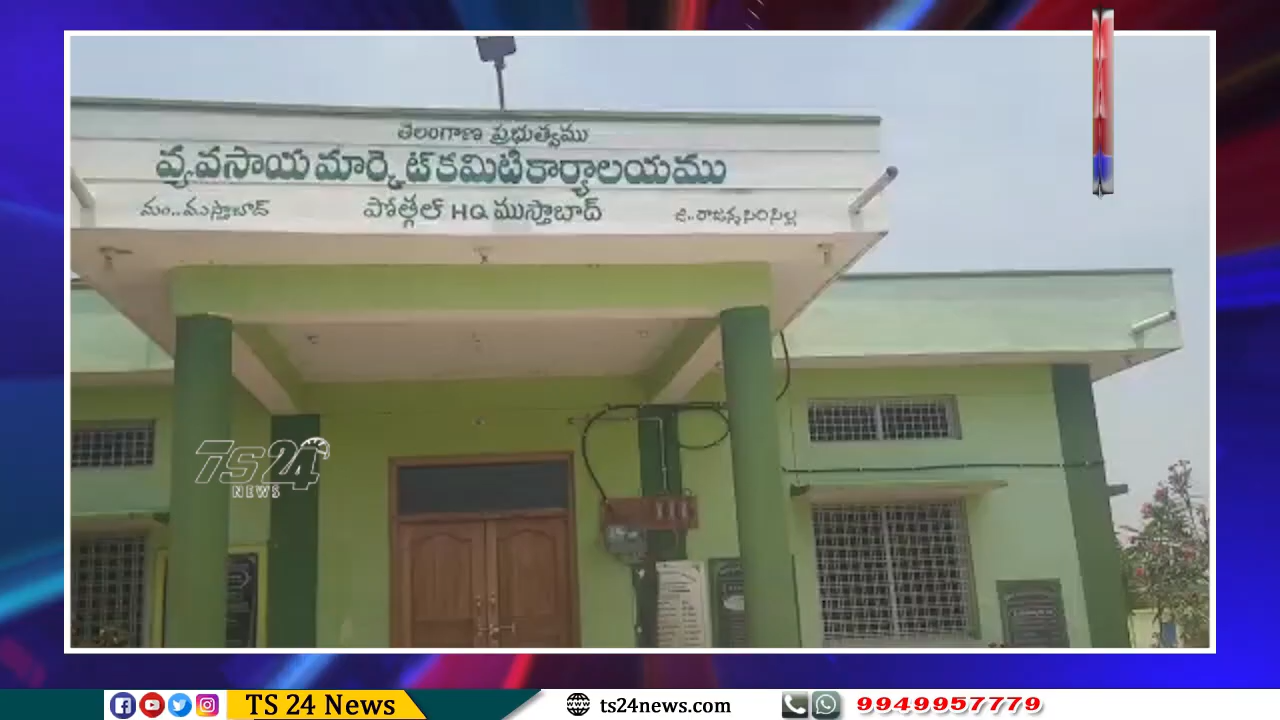 తెలంగాణ ప్రభుత్వము
వ్యవసాయ మార్కెట్ కమిటి కార్యాలయము
మం..ముస్తాబాద్ పోత్గల్ HQ ముస్తాబాద్ జి..రాజన్న సిరిసిల్ల
TS24
NEWS
TS 24 News ts24news.com 9949957779